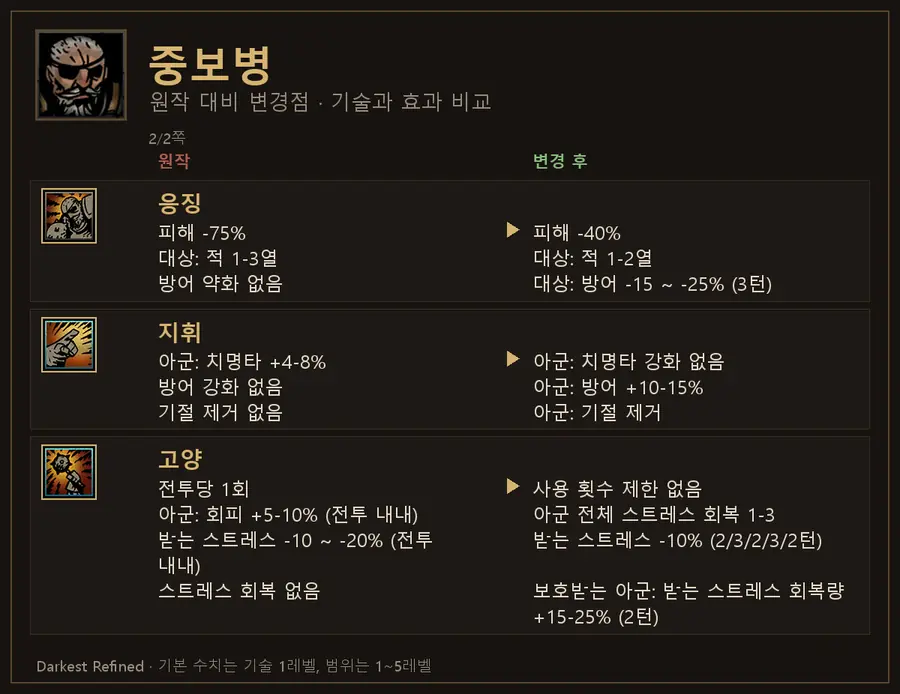 중보병
원작 대비 변경점 · 기술과 효과 비교
2/2쪽
원작
변경 후
응징
피해 -75%
피해 -40%
대상: 적 1-3열
대상: 적 1-2열
방어 약화 없음
대상: 방어 -15 ~ -25% (3턴)
지휘
아군: 치명타 +4-8%
아군: 치명타 강화 없음
방어 강화 없음
아군: 방어 +10-15%
기절 제거 없음
아군: 기절 제거
고양
전투당 1회
사용 횟수 제한 없음
아군: 회피 +5-10% (전투 내내)
아군 전체 스트레스 회복 1-3
받는 스트레스 -10 ~ -20% (전투
내내)
받는 스트레스 -10% (2/3/2/3/2턴)
스트레스 회복 없음
보호받는 아군: 받는 스트레스 회복량
+15-25% (2턴)
Darkest Refined · 기본 수치는 기술 1레벨, 범위는 1~5레벨